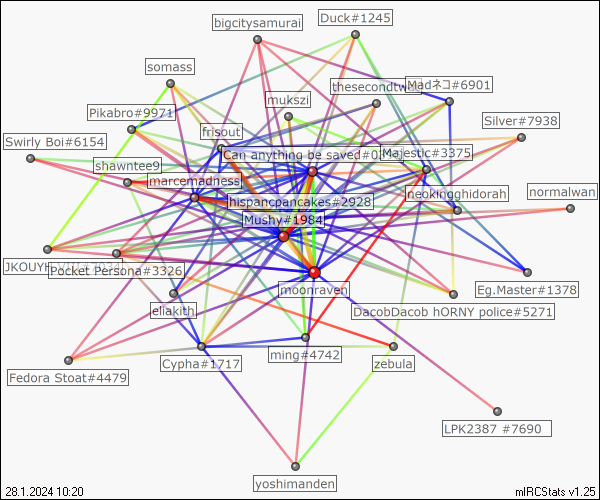 Duck#1245
bigcitysamurai
somass
thesecondtw
Madネコ#6901
mukszi
Pikabro#9971
Silver#7938
frisout
Swirly Boi#6154
Can anything be saved#0
Majestic#3375
shawntee9
marcemadness
neokingghidorah
normalwan
hispancpancakes#2928
Mushy#1984
JKOUYH
Pocket Persona#3326
moonraven
Eg.Master#1378
eliakith
DacobDacob hORNY police#5271
ming#4742
Cypha#1717
zebula
Fedora Stoat#4479
LPK2387 #7690
yoshimanden
28.1.2024 10:20
mIRCStats v1.25